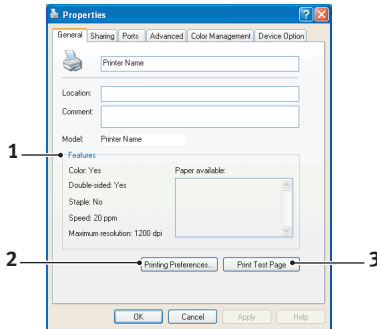 Properties
General Sharing Ports Advanced Color Management Device Option
Printer Name
Location:
Comment:
Model: Printer Name
1
Features
Color: Yes Paper available:
Double-sided: Yes
Staple: No
Speed: 20 ppm
Maximum resolution: 1200 dpi
2 Printing Preferences... Print Test Page 3
OK Cancel Apply Help